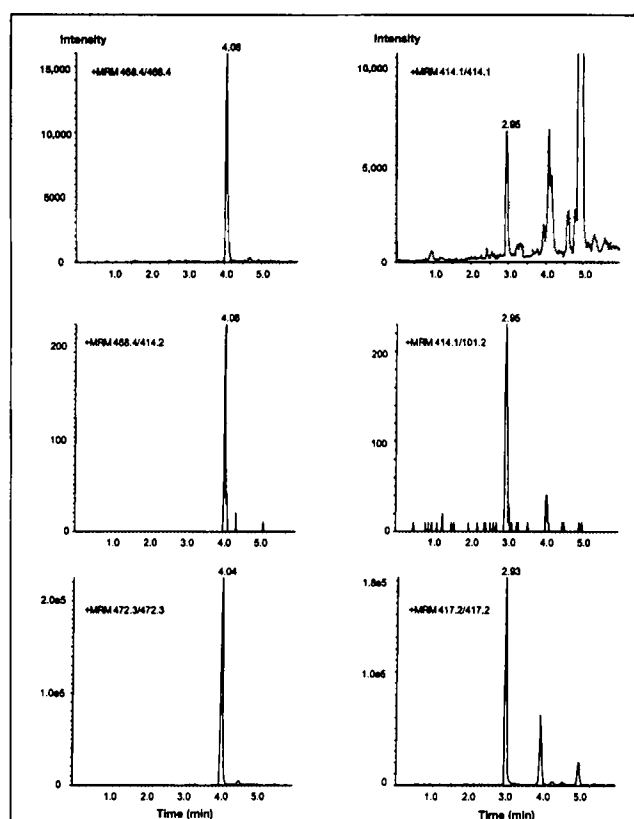 Intensity
4.08
15,000
+MRM 468.4/468.4
10,000
5000
0
1.0 2.0 3.0 4.0 5.0
Intensity
10,000
+MRM 414.1/414.1
2.95
5,000
0
1.0 2.0 3.0 4.0 5.0
4.08
200
+MRM 468.4/414.2
100
0
1.0 2.0 3.0 4.0 5.0
2.95
200
+MRM 414.1/101.2
100
0
1.0 2.0 3.0 4.0 5.0
4.04
2.0e5
+MRM 472.3/472.3
1.0e5
0
1.0 2.0 3.0 4.0 5.0
Time (min)
2.93
1.8e5
+MRM 417.2/417.2
1.0e5
0
1.0 2.0 3.0 4.0 5.0
Time (min)